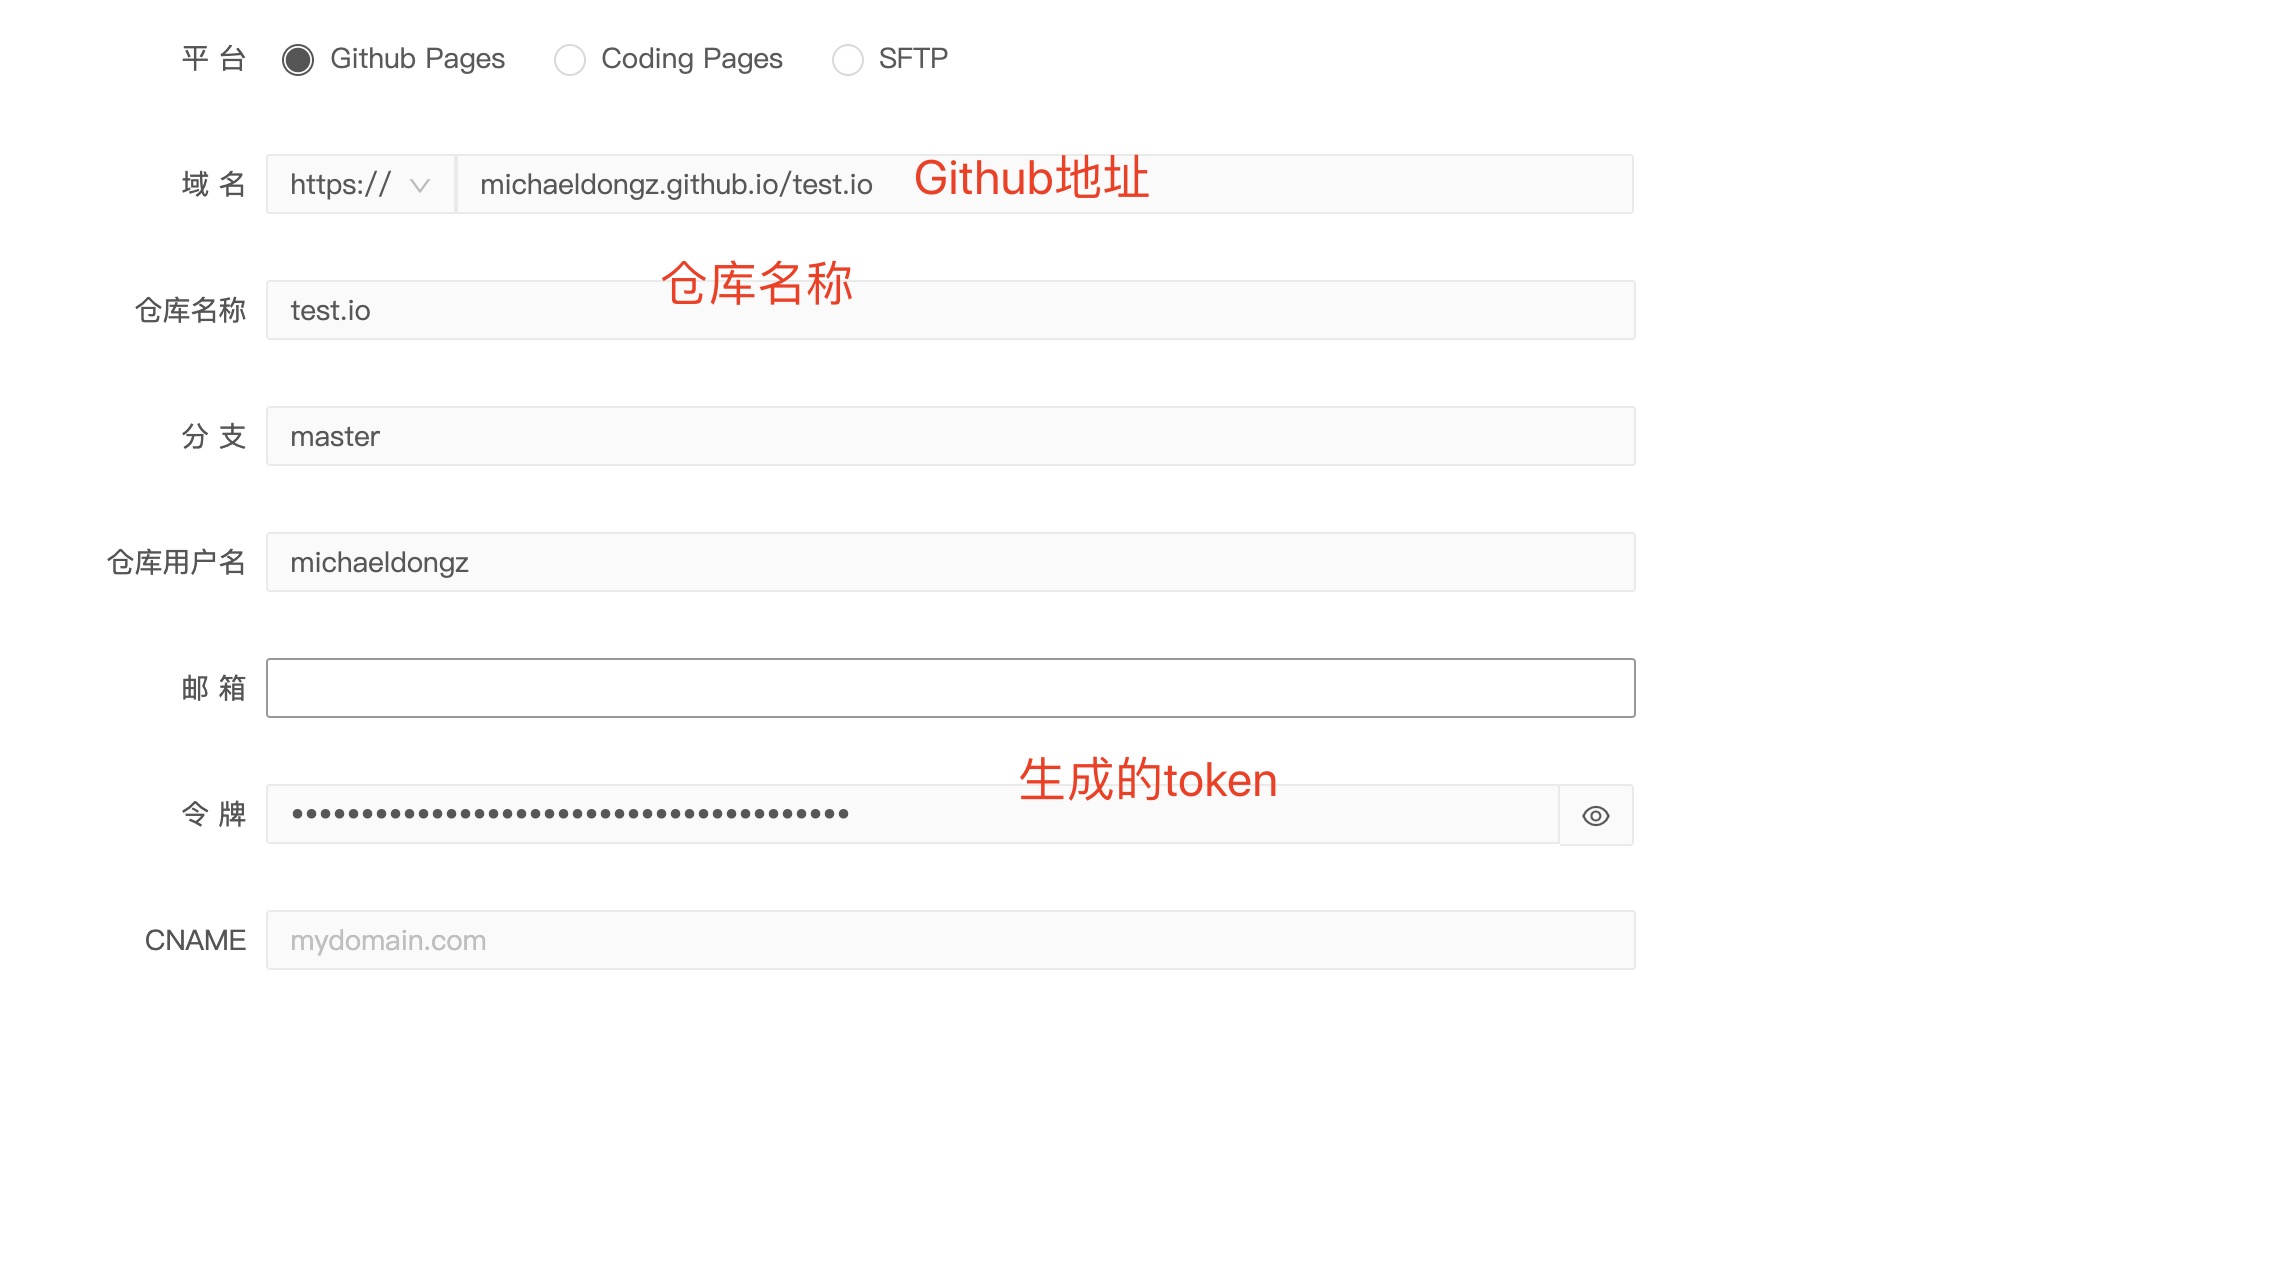 平 台 Github Pages Coding Pages SFTP
域 名 https:// michaeldongz.github.io/test.io Github地址
仓库名称
仓库名称 test.io
分 支 master
仓库用户名 michaeldongz
邮 箱
生成的token
令 牌 ••••••••••••••••••••••••••••••••••••••••
CNAME mydomain.com